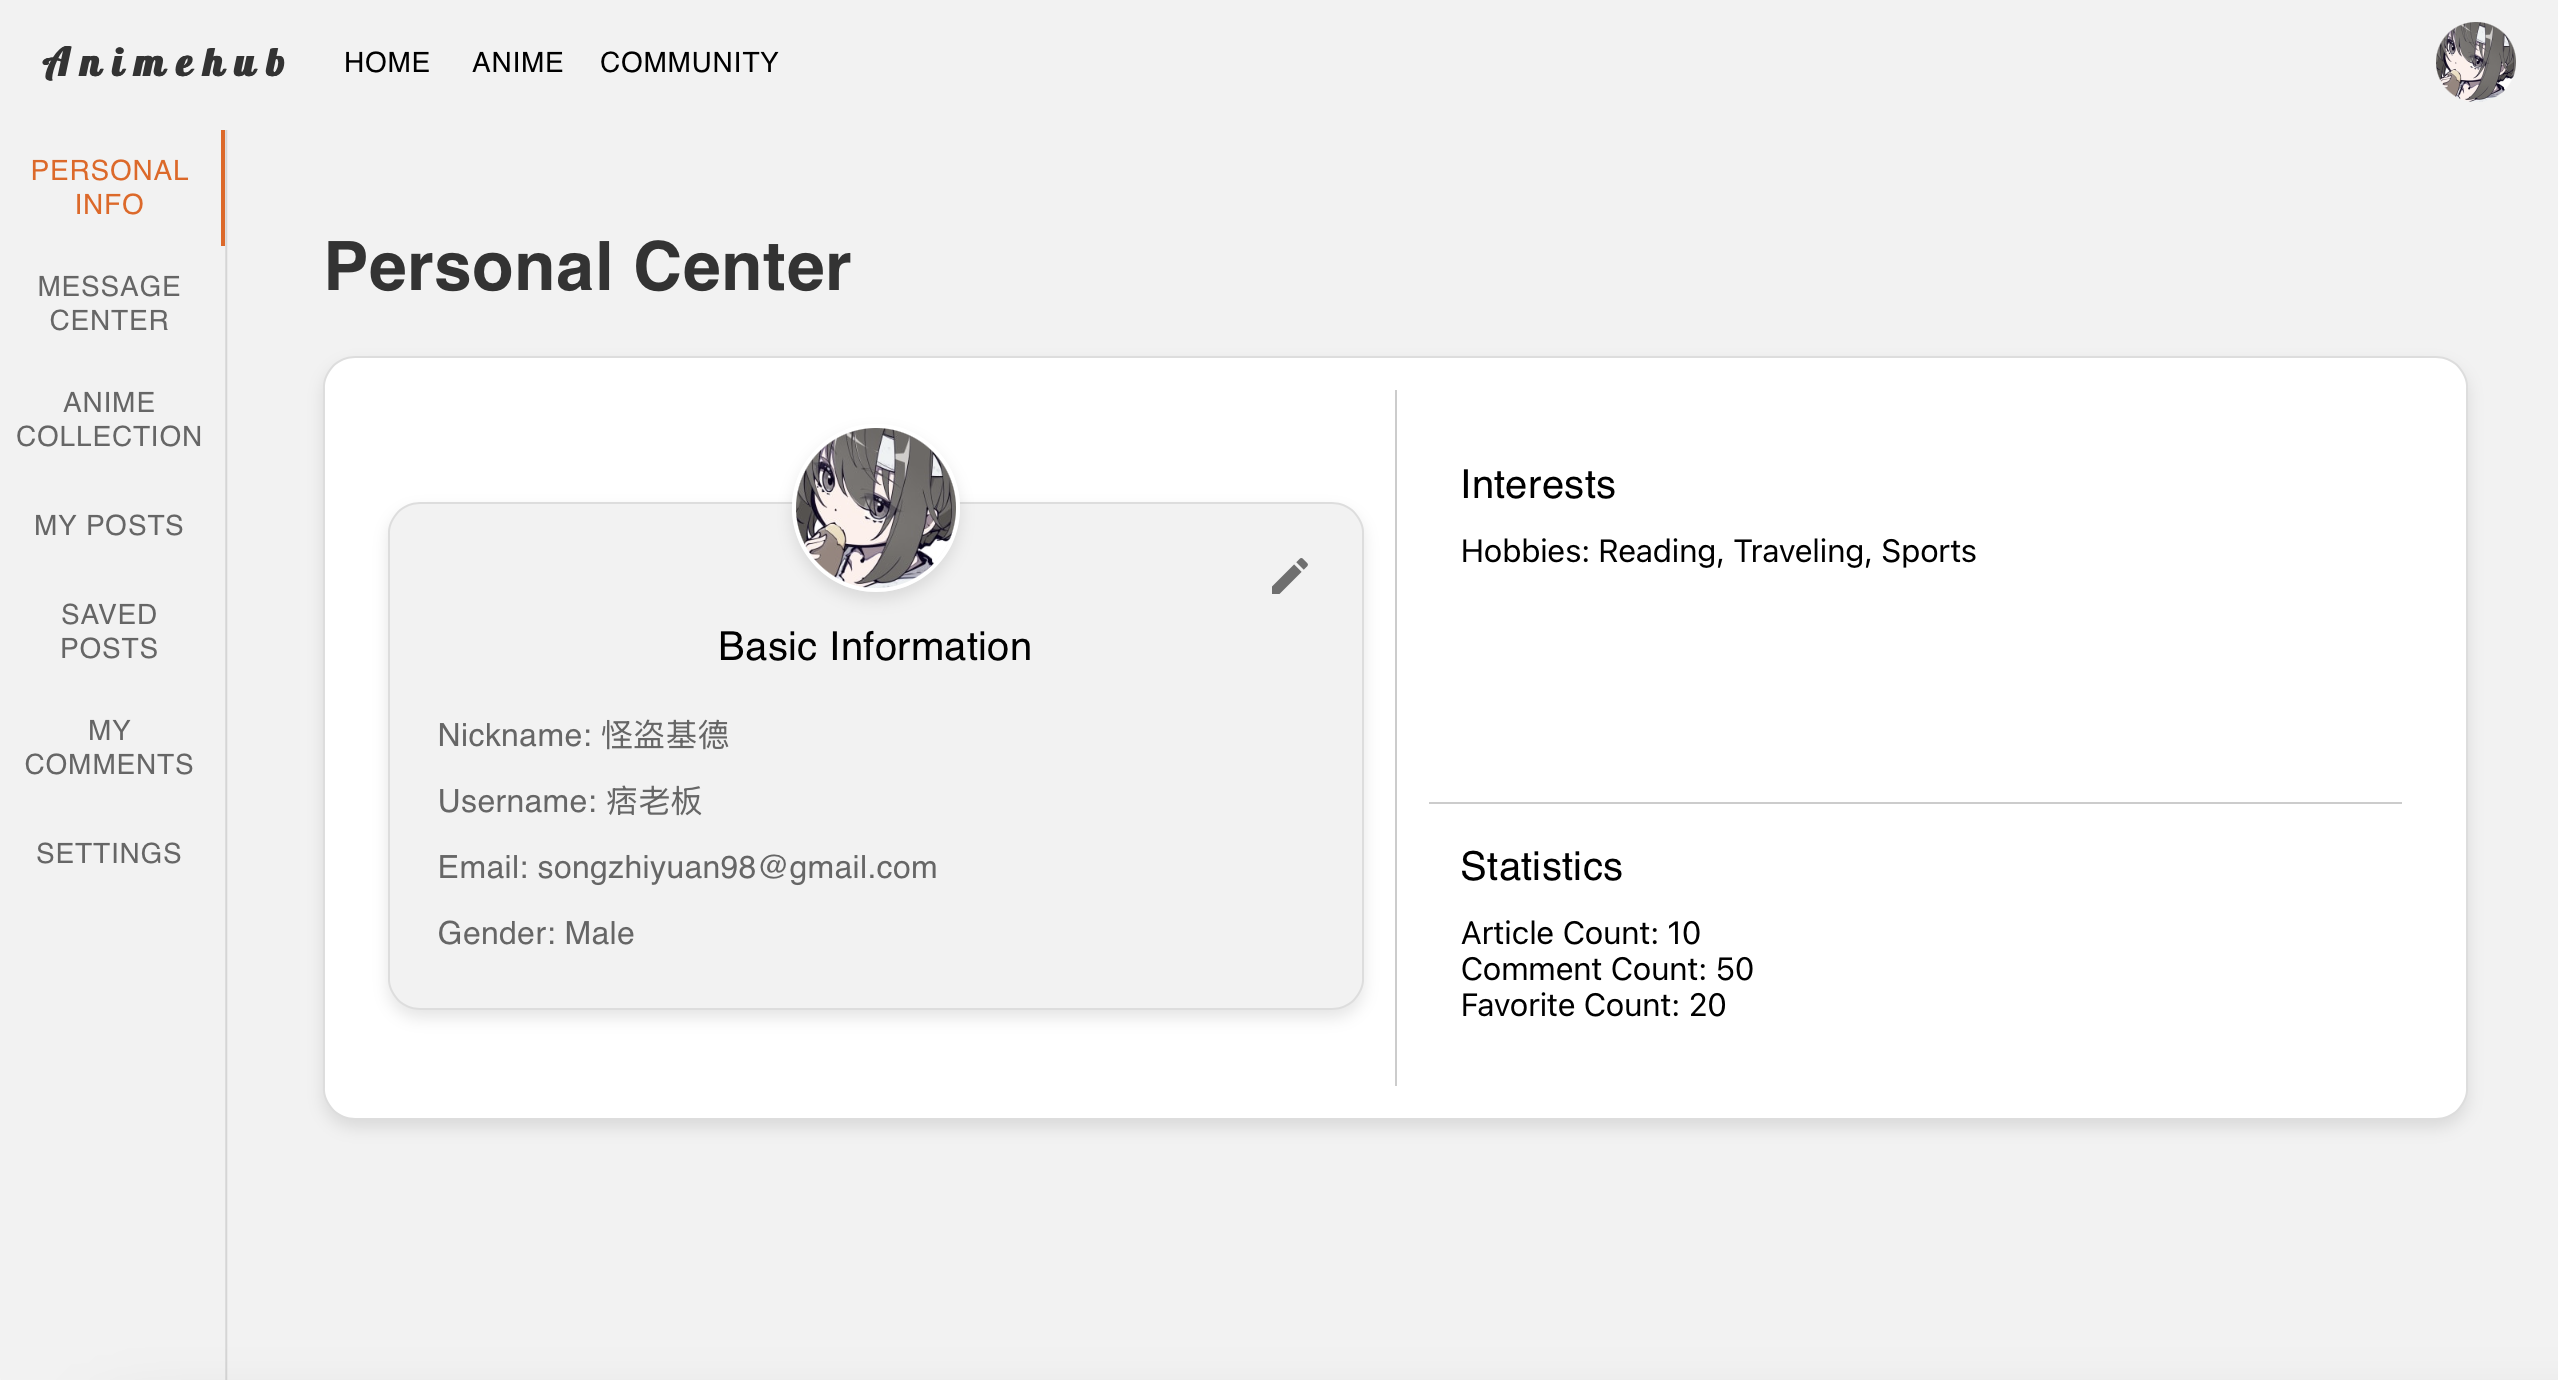 Animehub
HOME
ANIME
COMMUNITY
PERSONAL
INFO
MESSAGE
CENTER
ANIME
COLLECTION
MY POSTS
SAVED
POSTS
MY
COMMENTS
SETTINGS
Personal Center
Basic Information
Nickname: 怪盗基德
Username: 痞老板
Email: songzhiyuan98@gmail.com
Gender: Male
Interests
Hobbies: Reading, Traveling, Sports
Statistics
Article Count: 10
Comment Count: 50
Favorite Count: 20